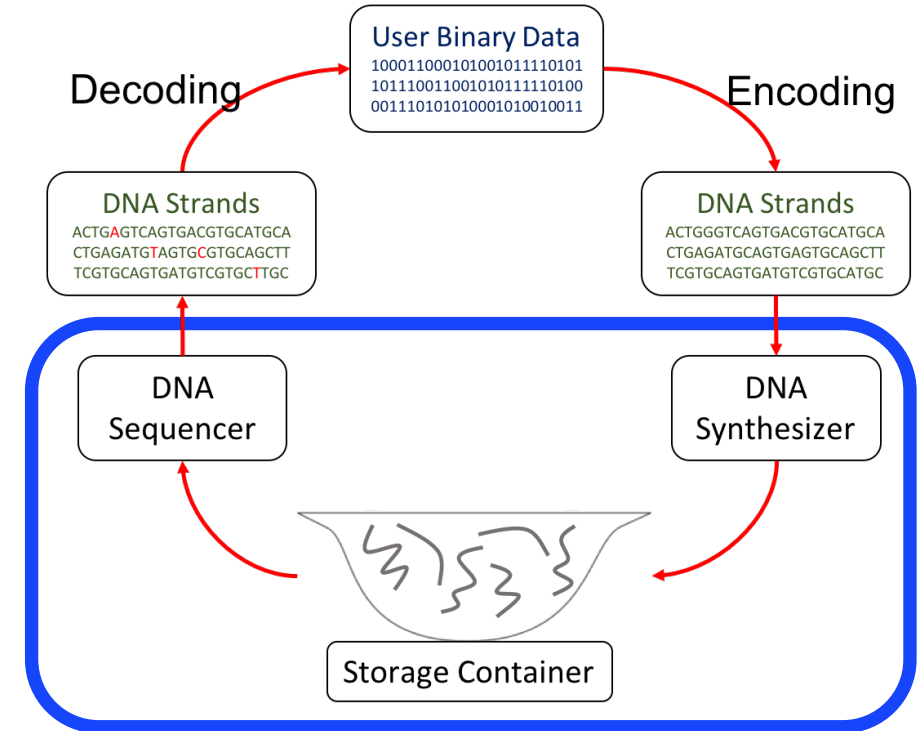 User Binary Data
100011000101001011110101
101110011001010111110100
001110101010001010010011
Decoding
Encoding
DNA Strands
ACTGAGTCAGTGACGTGCATGCA
CTGAGATGTAGTGCGTGCAGCTT
TCGTGCAGTGATGTCGTGCTTGC
DNA Strands
ACTGGGTCAGTGACGTGCATGCA
CTGAGATGCAGTGAGTGCAGCTT
TCGTGCAGTGATGTCGTGCATGC
DNA
Sequencer
DNA
Synthesizer
Storage Container